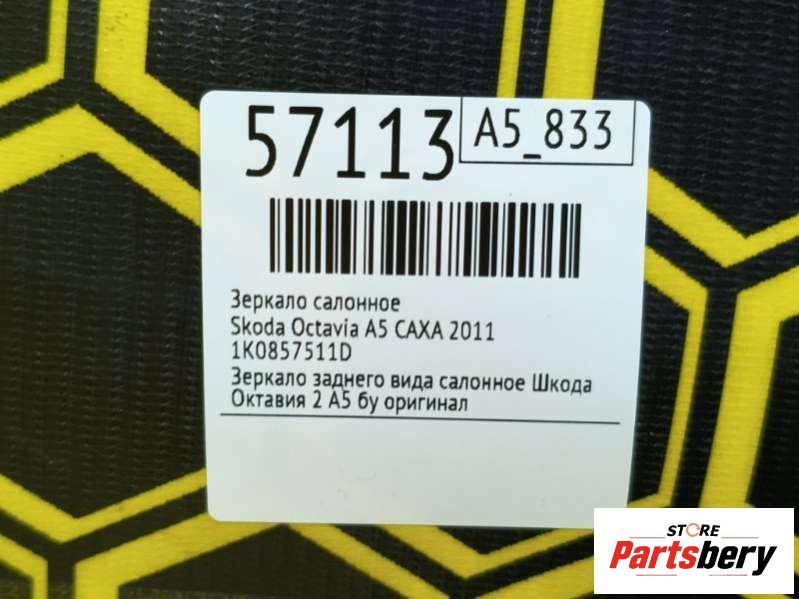 57113
A5_833
Зеркало салонное
Skoda Octavia A5 CAXA 2011
1K0857511D
Зеркало заднего вида салонное Шкода
Октавия 2 А5 бу оригинал
STORE
Partsbery